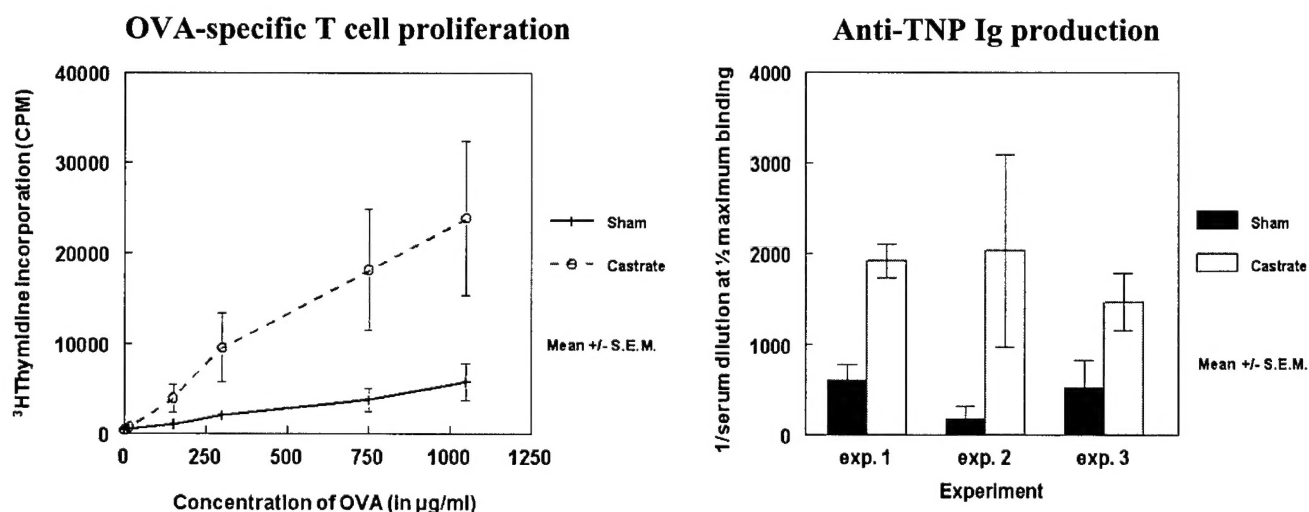 OVA-specific T cell proliferation
³HThymidine Incorporation (CPM)
40000
30000
20000
10000
0
0 250 500 750 1000 1250
Concentration of OVA (in µg/ml)
Sham
Castrate
Mean +/- S.E.M.
Anti-TNP Ig production
1/serum dilution at ½ maximum binding
4000
3000
2000
1000
0
exp. 1 exp. 2 exp. 3
Experiment
Sham
Castrate
Mean +/- S.E.M.